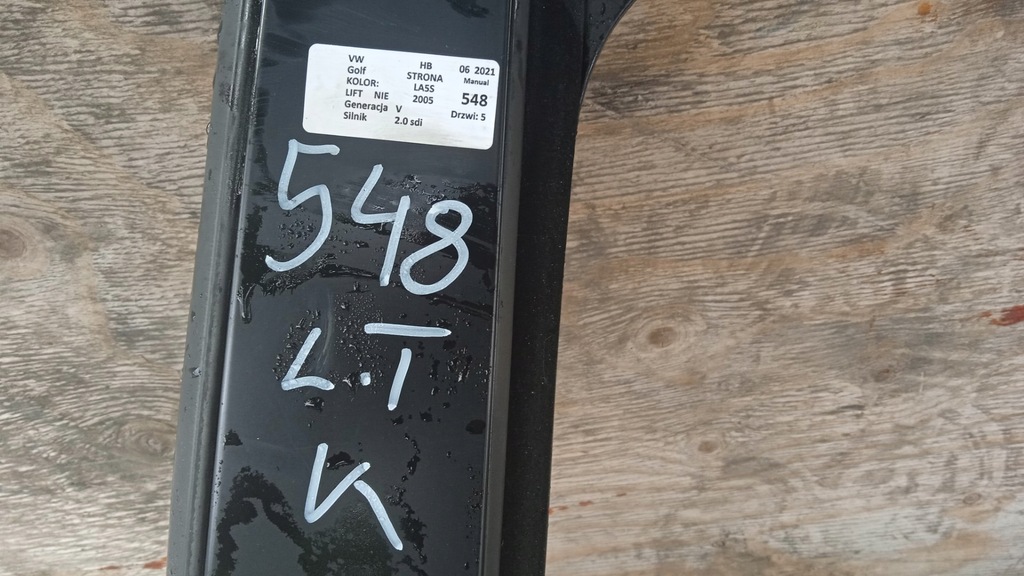 VW HB 06 2021
Golf STRONA Manual
KOLOR: LA5S
LIFT NIE 2005 548
Generacja V Drzwi: 5
Silnik 2.0 sdi
548
L.T
K